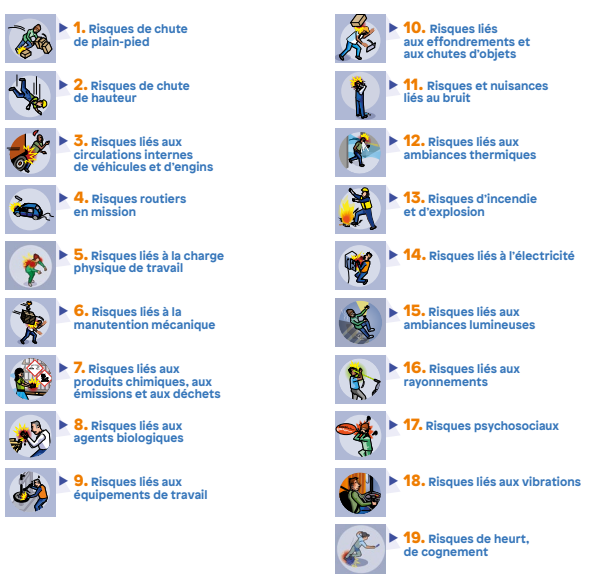 1. Risques de chute
de plain-pied
2. Risques de chute
de hauteur
3. Risques liés aux
circulations internes
de véhicules et d'engins
4. Risques routiers
en mission
5. Risques liés à la charge
physique de travail
6. Risques liés à la
manutention mécanique
7. Risques liés aux
produits chimiques, aux
émissions et aux déchets
8. Risques liés aux
agents biologiques
9. Risques liés aux
équipements de travail
10. Risques liés
aux effondrements et
aux chutes d'objets
11. Risques et nuisances
liés au bruit
12. Risques liés aux
ambiances thermiques
13. Risques d'incendie
et d'explosion
14. Risques liés à l'électricité
15. Risques liés aux
ambiances lumineuses
16. Risques liés aux
rayonnements
17. Risques psychosociaux
18. Risques liés aux vibrations
19. Risques de heurt,
de cognement